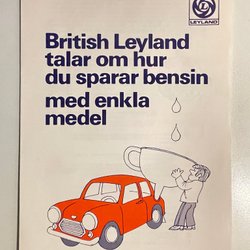 LEYLAND
British Leyland
talar om hur
du sparar bensin
med enkla
medel